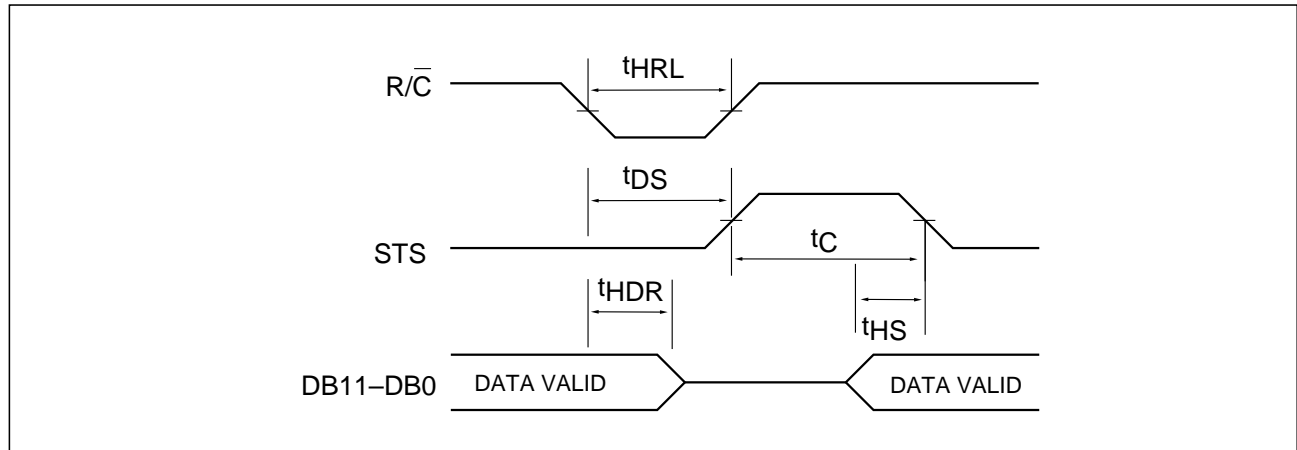 tHRL
R/C̅
tDS
tC
STS
tHDR
tHS
DB11–DB0
DATA VALID
DATA VALID